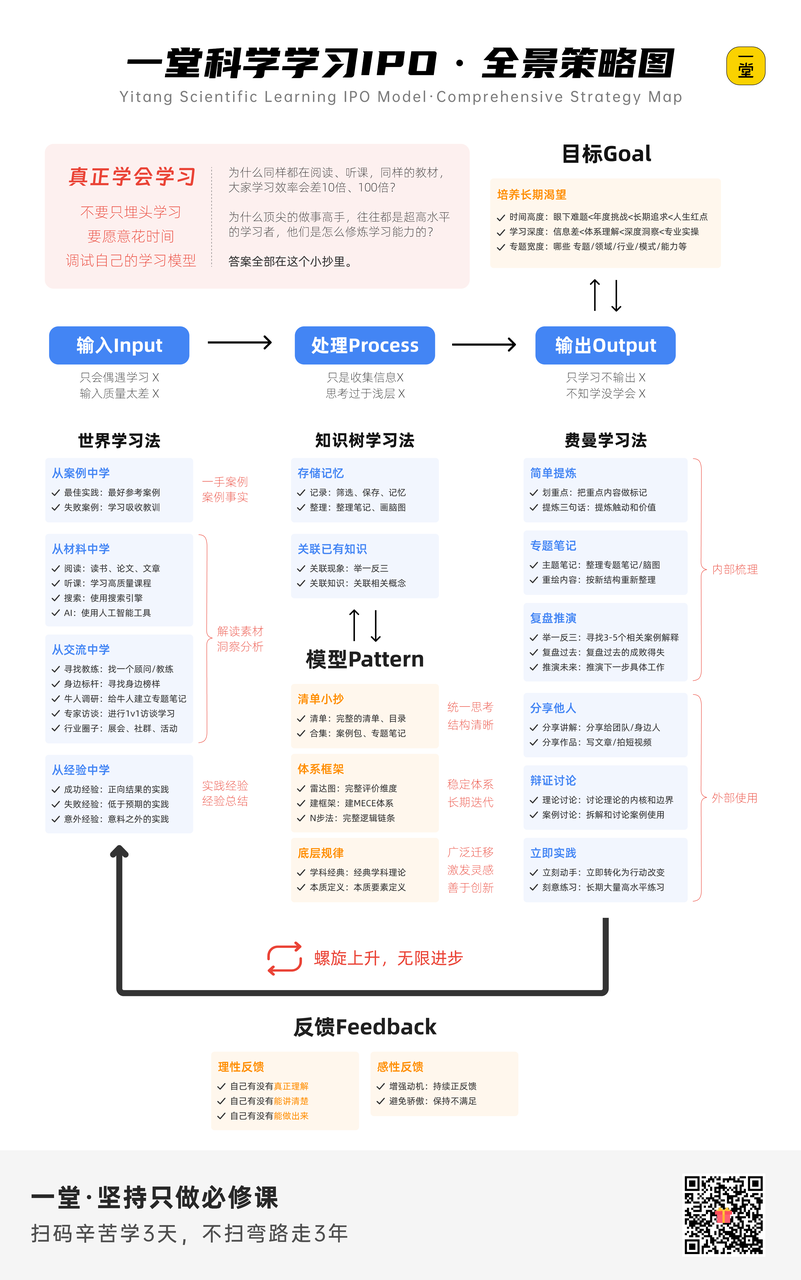 一堂科学学习IPO · 全景策略图
一堂
Yitang Scientific Learning IPO Model·Comprehensive Strategy Map
真正学会学习
不要只埋头学习
要愿意花时间
调试自己的学习模型
为什么同样都在阅读、听课，同样的教材，
大家学习效率会差10倍、100倍？
为什么顶尖的做事高手，往往都是超高水平
的学习者，他们是怎么修炼学习能力的？
答案全部在这个小抄里。
目标Goal
培养长期渴望
时间高度：眼下难题<年度挑战<长期追求<人生红点
学习深度：信息差<体系理解<深度洞察<专业实操
专题宽度：哪些 专题/领域/行业/模式/能力等
输入Input
只会偶遇学习 X
输入质量太差 X
处理Process
只是收集信息X
思考过于浅层 X
输出Output
只学习不输出 X
不知学没学会 X
世界学习法
从案例中学
最佳实践：最好参考案例
失败案例：学习吸收教训
一手案例
案例事实
从材料中学
阅读：读书、论文、文章
听课：学习高质量课程
搜索：使用搜索引擎
AI：使用人工智能工具
从交流中学
寻找教练：找一个顾问/教练
身边标杆：寻找身边榜样
牛人调研：给牛人建立专题笔记
专家访谈：进行1v1访谈学习
行业圈子：展会、社群、活动
解读素材
洞察分析
从经验中学
成功经验：正向结果的实践
失败经验：低于预期的实践
意外经验：意料之外的实践
实践经验
经验总结
知识树学习法
存储记忆
记录：筛选、保存、记忆
整理：整理笔记、画脑图
关联已有知识
关联现象：举一反三
关联知识：关联相关概念
模型Pattern
清单小抄
清单：完整的清单、目录
合集：案例包、专题笔记
统一思考
结构清晰
体系框架
雷达图：完整评价维度
建框架：建MECE体系
N步法：完整逻辑链条
稳定体系
长期迭代
底层规律
学科经典：经典学科理论
本质定义：本质要素定义
广泛迁移
激发灵感
善于创新
费曼学习法
简单提炼
划重点：把重点内容做标记
提炼三句话：提炼触动和价值
专题笔记
主题笔记：整理专题笔记/脑图
重绘内容：按新结构重新整理
复盘推演
举一反三：寻找3-5个相关案例解释
复盘过去：复盘过去的成败得失
推演未来：推演下一步具体工作
内部梳理
分享他人
分享讲解：分享给团队/身边人
分享作品：写文章/拍短视频
辩证讨论
理论讨论：讨论理论的内核和边界
案例讨论：拆解和讨论案例使用
立即实践
立刻动手：立即转化为行动改变
刻意练习：长期大量高水平练习
外部使用
螺旋上升，无限进步
反馈Feedback
理性反馈
自己有没有真正理解
自己有没有能讲清楚
自己有没有能做出来
感性反馈
增强动机：持续正反馈
避免骄傲：保持不满足
一堂·坚持只做必修课
扫码辛苦学3天，不扫弯路走3年